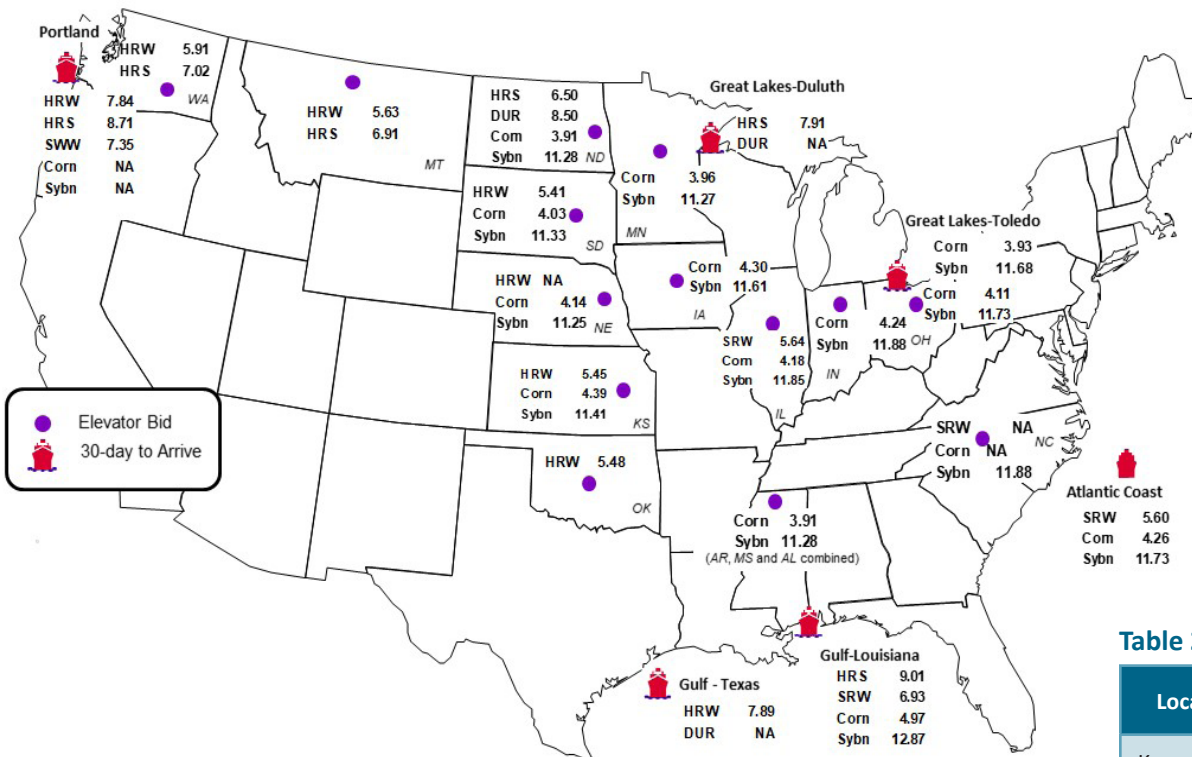 Portland
HRW 7.84
HRS 8.71
SWW 7.35
Corn NA
Sybn NA
HRW 5.91
HRS 7.02
WA
HRW 5.63
HRS 6.91
MT
HRS 6.50
DUR 8.50
Corn 3.91
Sybn 11.28
ND
HRW 5.41
Corn 4.03
Sybn 11.33
SD
HRW NA
Corn 4.14
Sybn 11.25
NE
HRW 5.45
Corn 4.39
Sybn 11.41
KS
HRW 5.48
OK
Great Lakes-Duluth
HRS 7.91
DUR NA
Corn 3.96
Sybn 11.27
MN
Corn 4.30
Sybn 11.61
IA
SRW 5.64
Corn 4.18
Sybn 11.85
IL
Great Lakes-Toledo
Corn 3.93
Sybn 11.68
Corn 4.11
Sybn 11.73
OH
Corn 4.24
Sybn 11.88
IN
SRW NA
Corn NA
Sybn 11.88
NC
Atlantic Coast
SRW 5.60
Corn 4.26
Sybn 11.73
Corn 3.91
Sybn 11.28
(AR, MS and AL combined)
Gulf - Texas
HRW 7.89
DUR NA
Gulf-Louisiana
HRS 9.01
SRW 6.93
Corn 4.97
Sybn 12.87
Elevator Bid
30-day to Arrive
Table